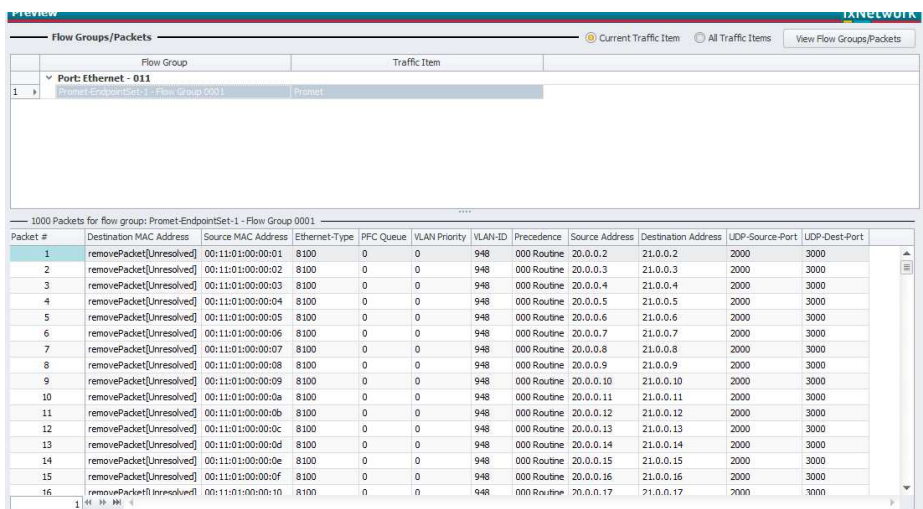 Preview
ixNetwork
Flow Groups/Packets
Current Traffic Item
All Traffic Items
View Flow Groups/Packets
Flow Group Traffic Item
Port: Ethernet - 011
1 Promet-EndpointSet-1 - Flow Group 0001 Promet
1000 Packets for flow group: Promet-EndpointSet-1 - Flow Group 0001
Packet # Destination MAC Address Source MAC Address Ethernet-Type PFC Queue VLAN Priority VLAN-ID Precedence Source Address Destination Address UDP-Source-Port UDP-Dest-Port
1 removePacket[Unresolved] 00:11:01:00:00:01 8100 0 0 948 000 Routine 20.0.0.2 21.0.0.2 2000 3000
2 removePacket[Unresolved] 00:11:01:00:00:02 8100 0 0 948 000 Routine 20.0.0.3 21.0.0.3 2000 3000
3 removePacket[Unresolved] 00:11:01:00:00:03 8100 0 0 948 000 Routine 20.0.0.4 21.0.0.4 2000 3000
4 removePacket[Unresolved] 00:11:01:00:00:04 8100 0 0 948 000 Routine 20.0.0.5 21.0.0.5 2000 3000
5 removePacket[Unresolved] 00:11:01:00:00:05 8100 0 0 948 000 Routine 20.0.0.6 21.0.0.6 2000 3000
6 removePacket[Unresolved] 00:11:01:00:00:06 8100 0 0 948 000 Routine 20.0.0.7 21.0.0.7 2000 3000
7 removePacket[Unresolved] 00:11:01:00:00:07 8100 0 0 948 000 Routine 20.0.0.8 21.0.0.8 2000 3000
8 removePacket[Unresolved] 00:11:01:00:00:08 8100 0 0 948 000 Routine 20.0.0.9 21.0.0.9 2000 3000
9 removePacket[Unresolved] 00:11:01:00:00:09 8100 0 0 948 000 Routine 20.0.0.10 21.0.0.10 2000 3000
10 removePacket[Unresolved] 00:11:01:00:00:0a 8100 0 0 948 000 Routine 20.0.0.11 21.0.0.11 2000 3000
11 removePacket[Unresolved] 00:11:01:00:00:0b 8100 0 0 948 000 Routine 20.0.0.12 21.0.0.12 2000 3000
12 removePacket[Unresolved] 00:11:01:00:00:0c 8100 0 0 948 000 Routine 20.0.0.13 21.0.0.13 2000 3000
13 removePacket[Unresolved] 00:11:01:00:00:0d 8100 0 0 948 000 Routine 20.0.0.14 21.0.0.14 2000 3000
14 removePacket[Unresolved] 00:11:01:00:00:0e 8100 0 0 948 000 Routine 20.0.0.15 21.0.0.15 2000 3000
15 removePacket[Unresolved] 00:11:01:00:00:0f 8100 0 0 948 000 Routine 20.0.0.16 21.0.0.16 2000 3000
16 removePacket[Unresolved] 00:11:01:00:00:10 8100 0 0 948 000 Routine 20.0.0.17 21.0.0.17 2000 3000
1